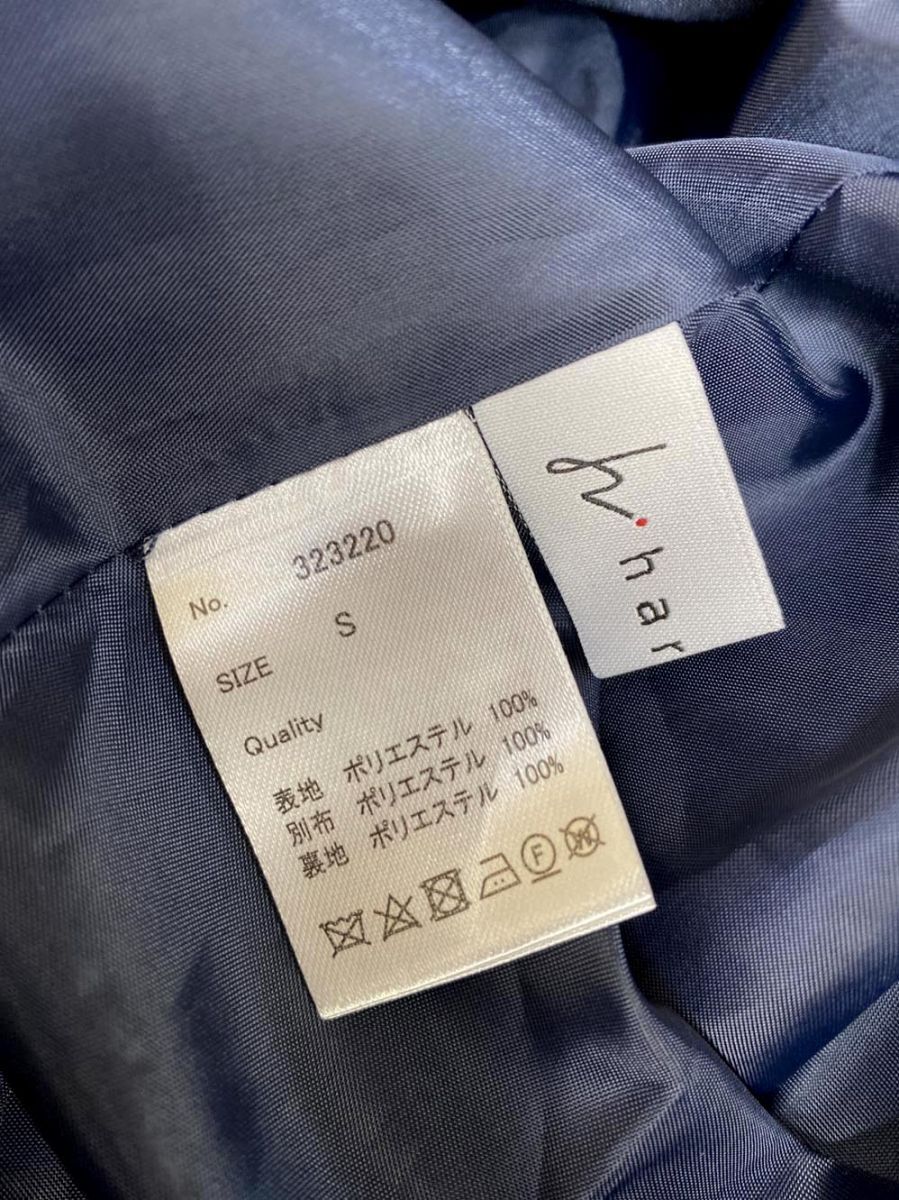 No. 323220
SIZE S
Quality
表地 ポリエステル 100%
別布 ポリエステル 100%
裏地 ポリエステル 100%
F
W
h.har